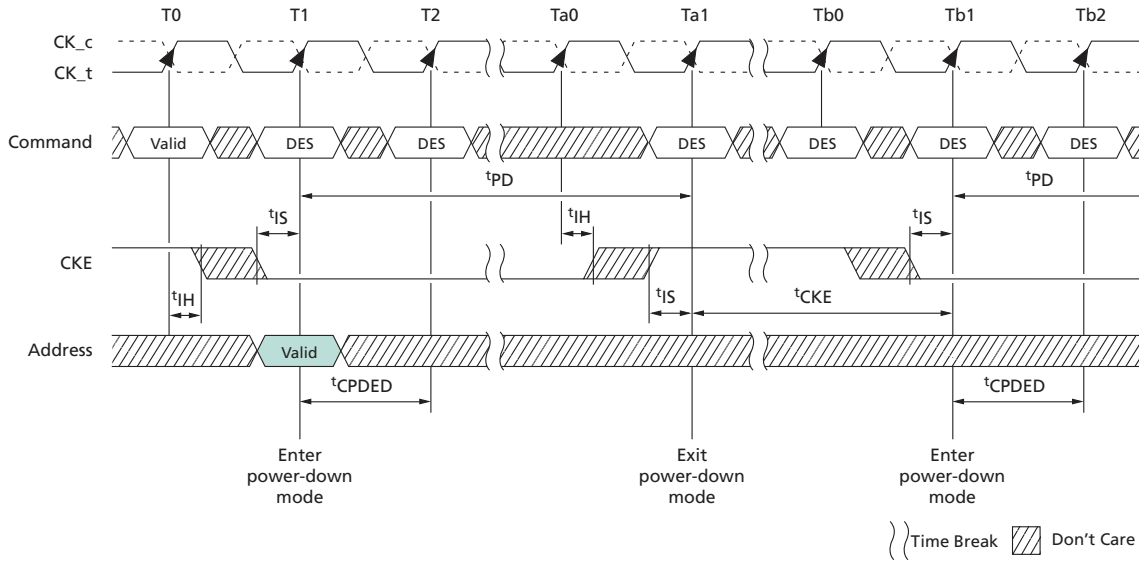 T0 T1 T2 Ta0 Ta1 Tb0 Tb1 Tb2
CK_c
CK_t
Command Valid DES DES DES DES DES DES
tPD tPD
tIS tIH tIS
CKE
tIH tIS tCKE
Address Valid
tCPDED tCPDED
Enter
power-down
mode
Exit
power-down
mode
Enter
power-down
mode
Time Break Don't Care